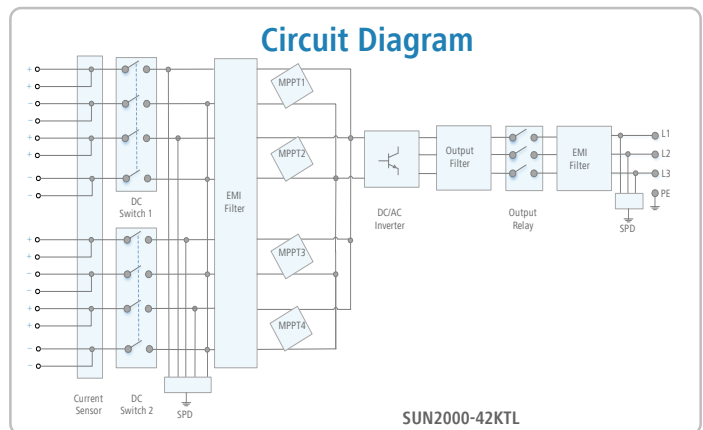 Circuit Diagram
+
+
−
−
+
+
−
−
DC
Switch 1
+
+
−
−
+
+
−
−
Current
Sensor
DC
Switch 2
SPD
EMI
Filter
MPPT1
MPPT2
MPPT3
MPPT4
DC/AC
Inverter
Output
Filter
Output
Relay
EMI
Filter
L1
L2
L3
PE
SPD
SUN2000-42KTL